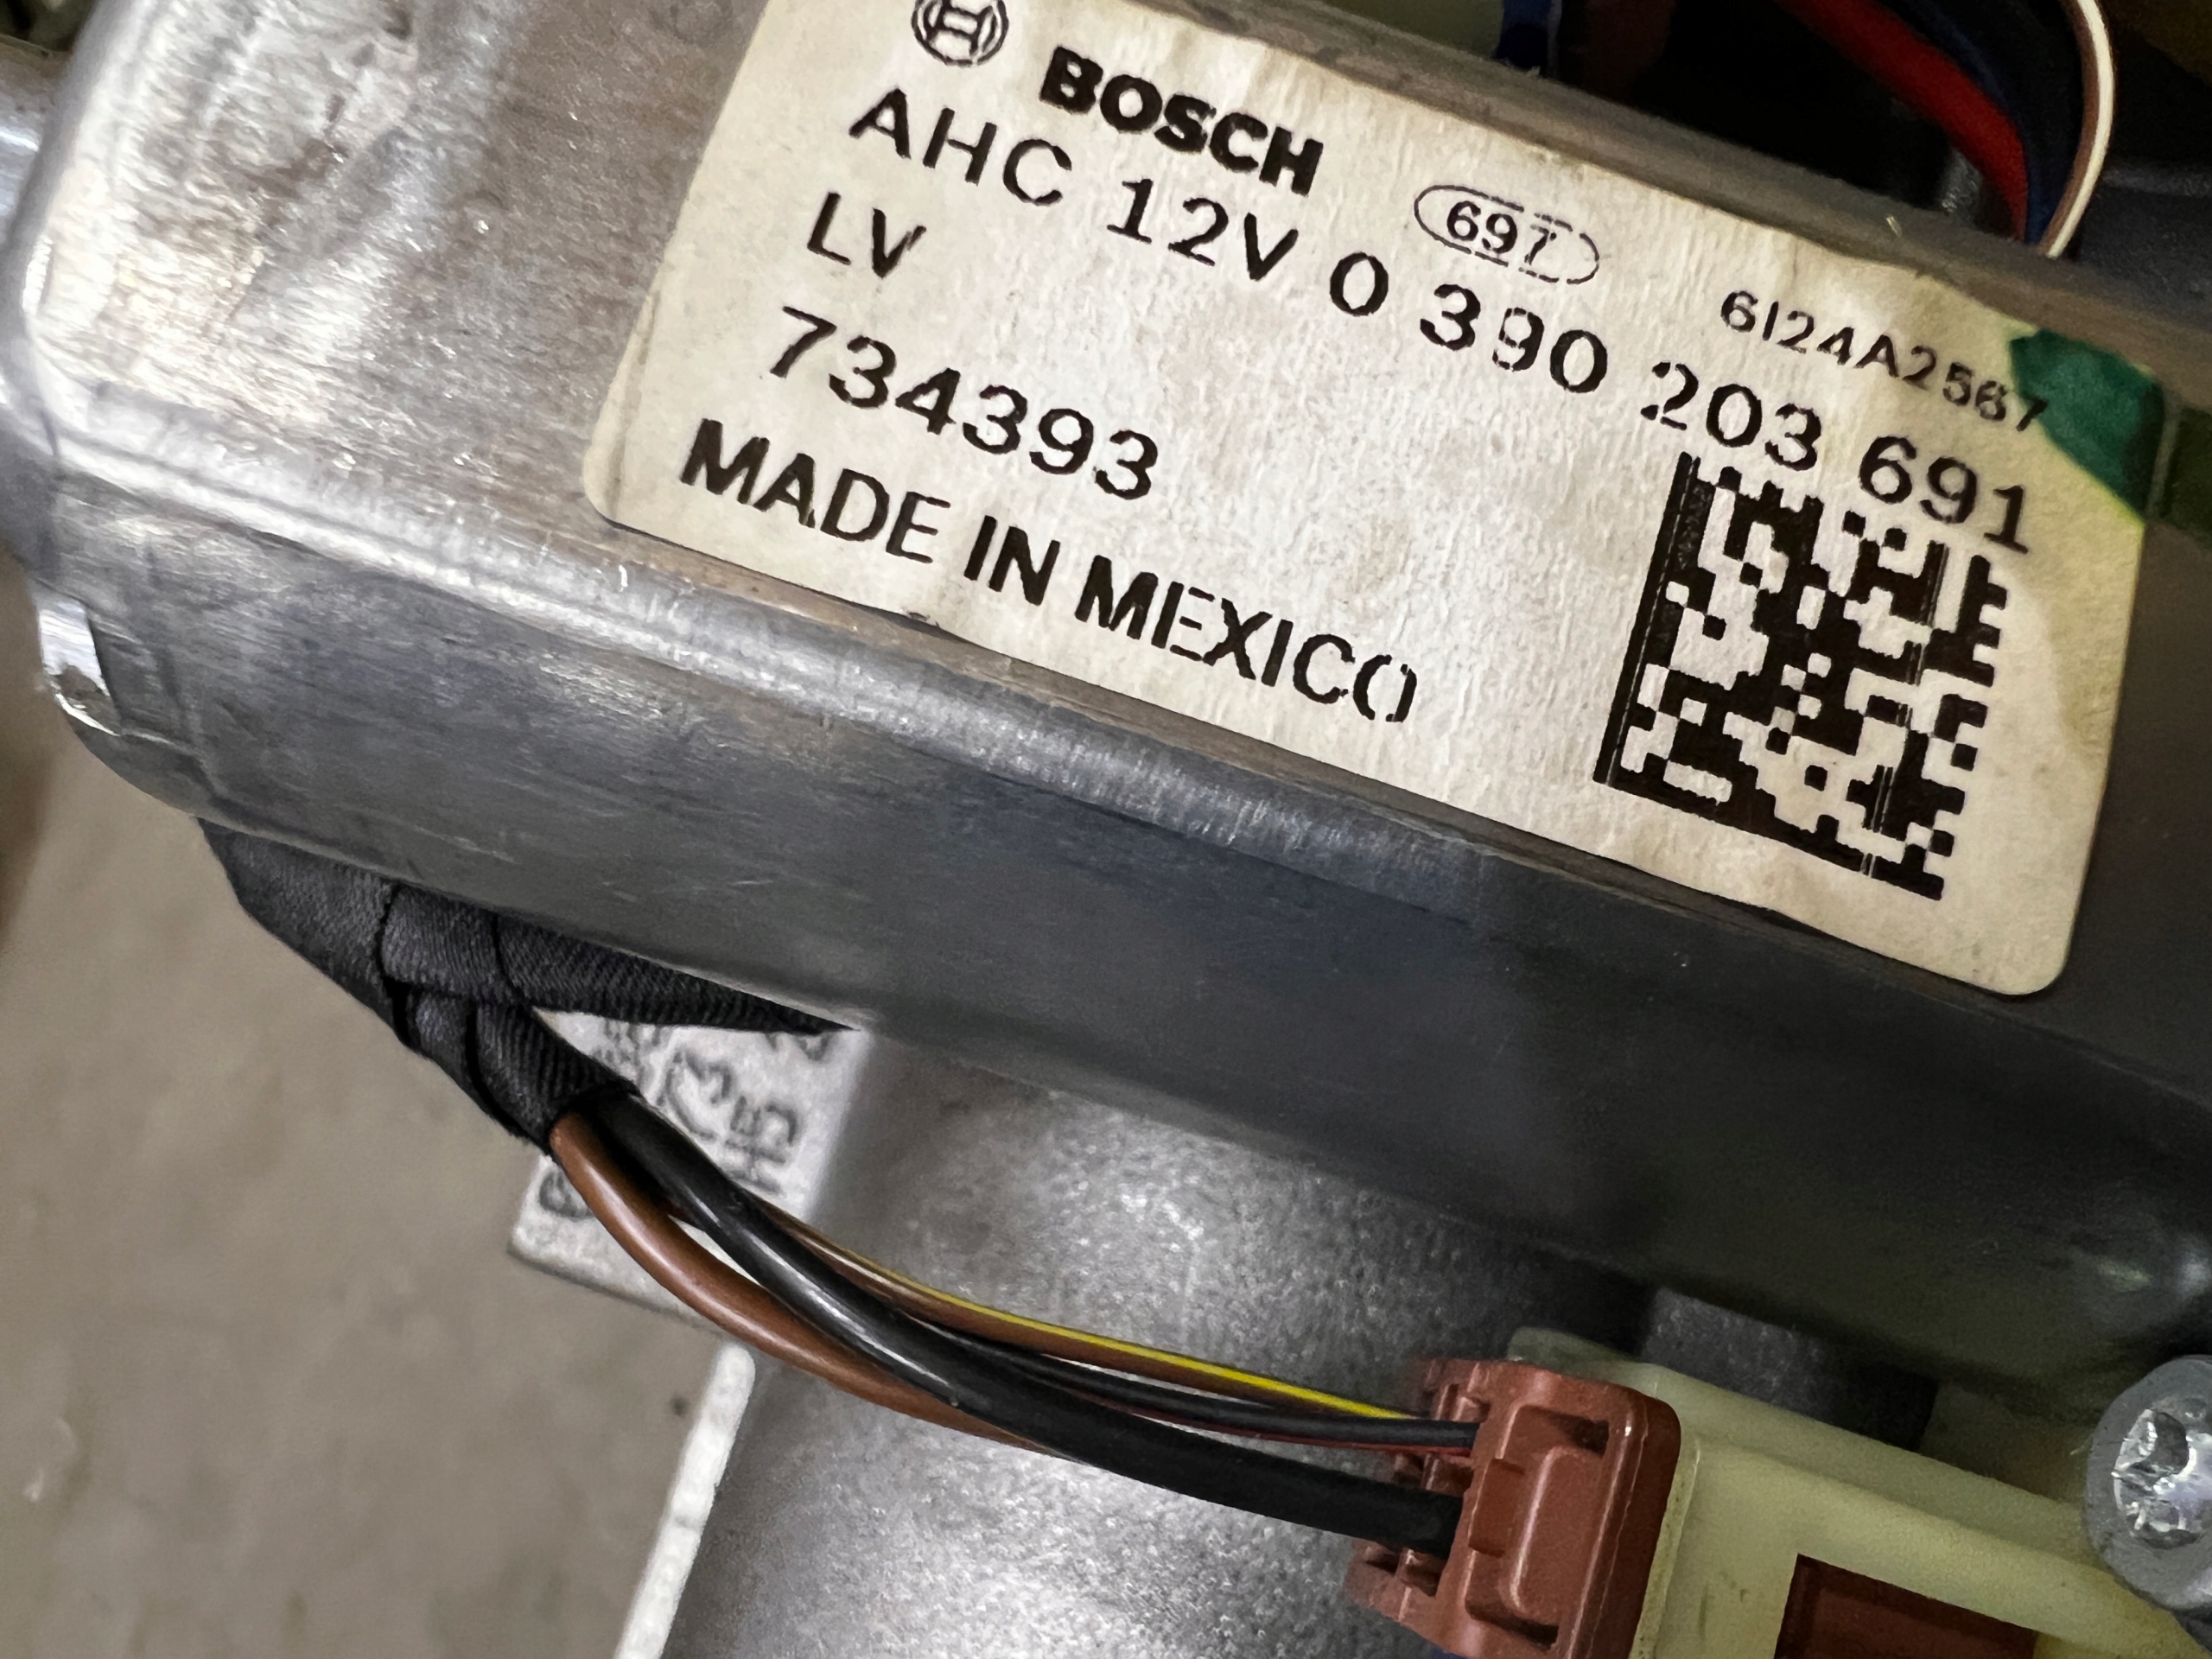 BOSCH
697
6I24A2567
AHC 12V 0 390 203 691
LV
734393
MADE IN MEXICO